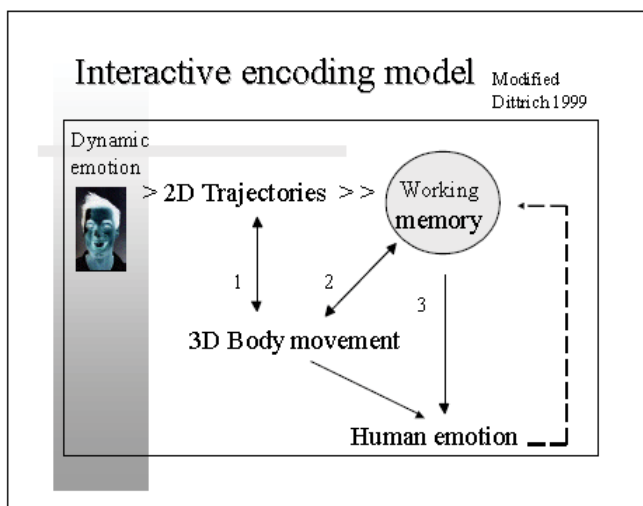 Interactive encoding model
Modified
Dittrich 1999
Dynamic
emotion
> 2D Trajectories > >
Working
memory
1
2
3
3D Body movement
Human emotion